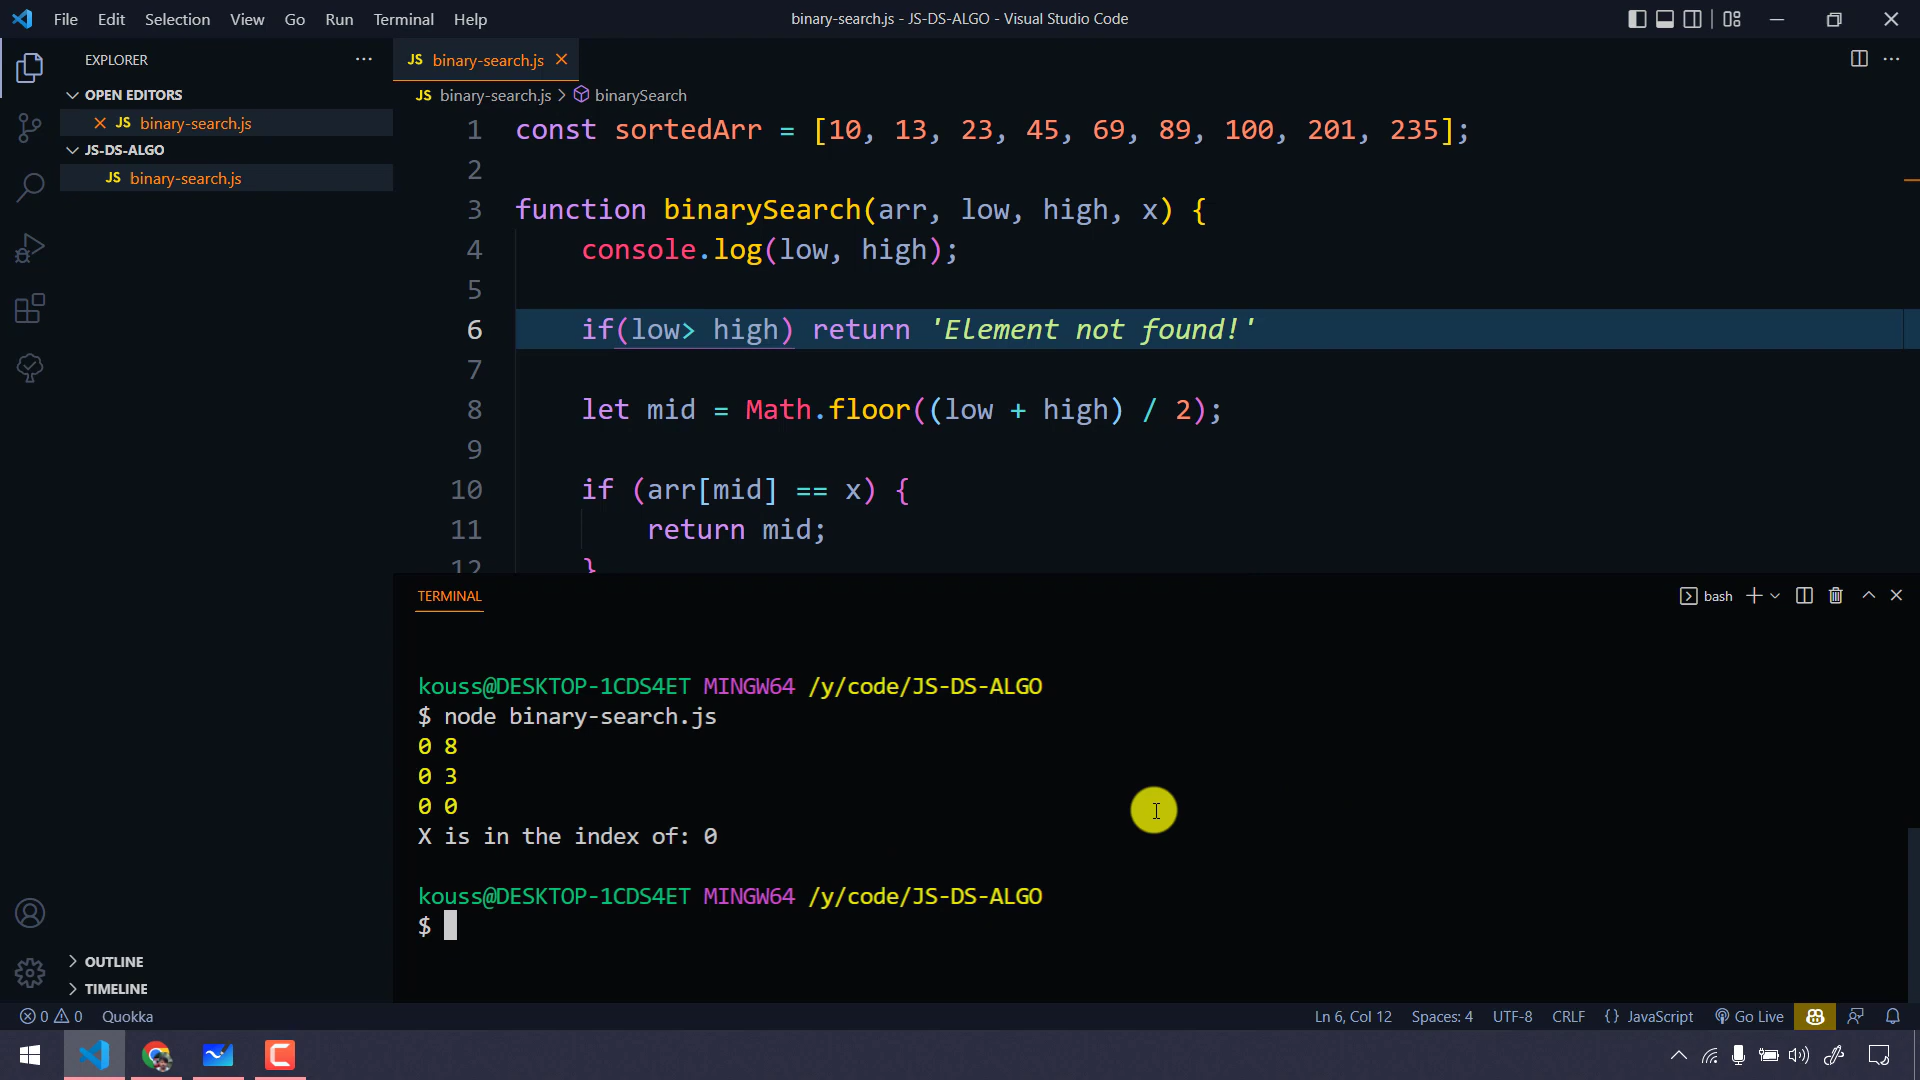 File Edit Selection View Go Run Terminal Help
binary-search.js - JS-DS-ALGO - Visual Studio Code
EXPLORER
OPEN EDITORS
JS binary-search.js
JS-DS-ALGO
JS binary-search.js
JS binary-search.js
JS binary-search.js > binarySearch
1 const sortedArr = [10, 13, 23, 45, 69, 89, 100, 201, 235];
2
3 function binarySearch(arr, low, high, x) {
4 console.log(low, high);
5
6 if(low> high) return 'Element not found!'
7
8 let mid = Math.floor((low + high) / 2);
9
10 if (arr[mid] == x) {
11 return mid;
12 }
TERMINAL
bash
kouss@DESKTOP-1CDS4ET MINGW64 /y/code/JS-DS-ALGO
$ node binary-search.js
0 8
0 3
0 0
X is in the index of: 0
kouss@DESKTOP-1CDS4ET MINGW64 /y/code/JS-DS-ALGO
$
OUTLINE
TIMELINE
0 0 Quokka
Ln 6, Col 12 Spaces: 4 UTF-8 CRLF {} JavaScript Go Live